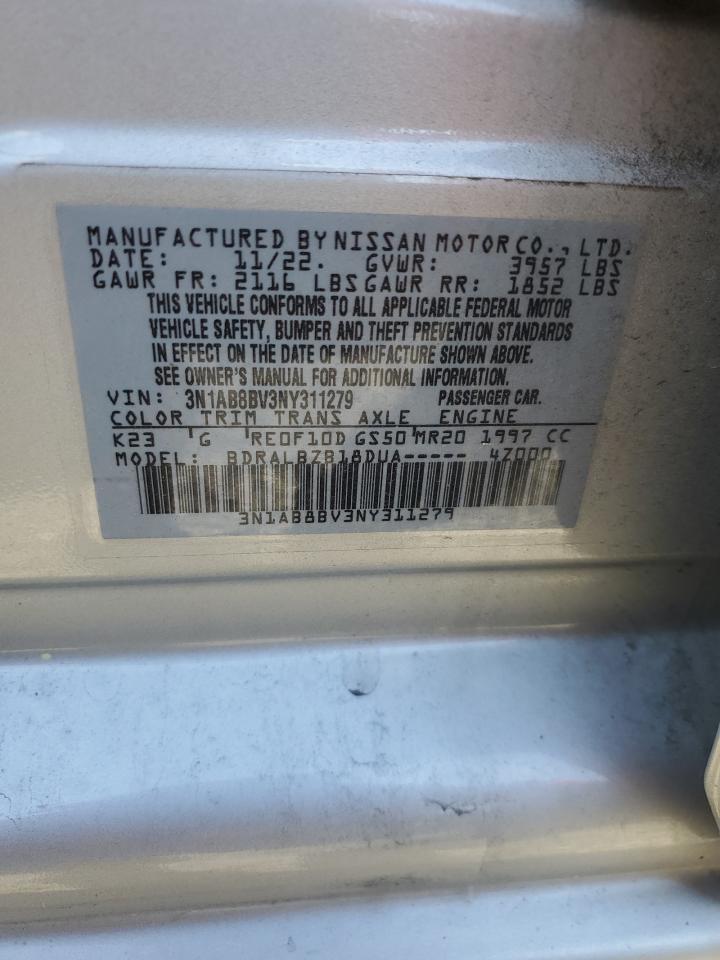 MANUFACTURED BY NISSAN MOTOR CO., LTD.
DATE: 11/22. GVWR: 3957 LBS
GAWR FR: 2116 LBS GAWR RR: 1852 LBS
THIS VEHICLE CONFORMS TO ALL APPLICABLE FEDERAL MOTOR
VEHICLE SAFETY, BUMPER AND THEFT PREVENTION STANDARDS
IN EFFECT ON THE DATE OF MANUFACTURE SHOWN ABOVE.
SEE OWNER'S MANUAL FOR ADDITIONAL INFORMATION.
VIN: 3N1AB8BV3NY311279 PASSENGER CAR.
COLOR TRIM TRANS AXLE ENGINE
K23 G RE0F10D GS50 MR20 1997 CC
MODEL: BDRALBZB18DUA----- 4Z000
3N1AB8BV3NY311279